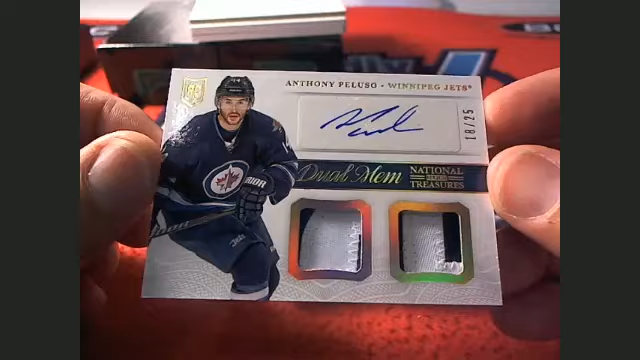 ANTHONY PELUSO - WINNIPEG JETS
18/25
Dual Mem
NATIONAL
TREASURES